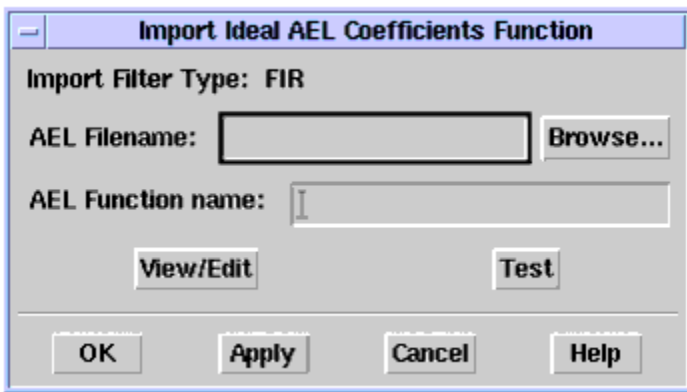 Import Ideal AEL Coefficients Function
Import Filter Type: FIR
AEL Filename: Browse...
AEL Function name:
View/Edit Test
OK Apply Cancel Help